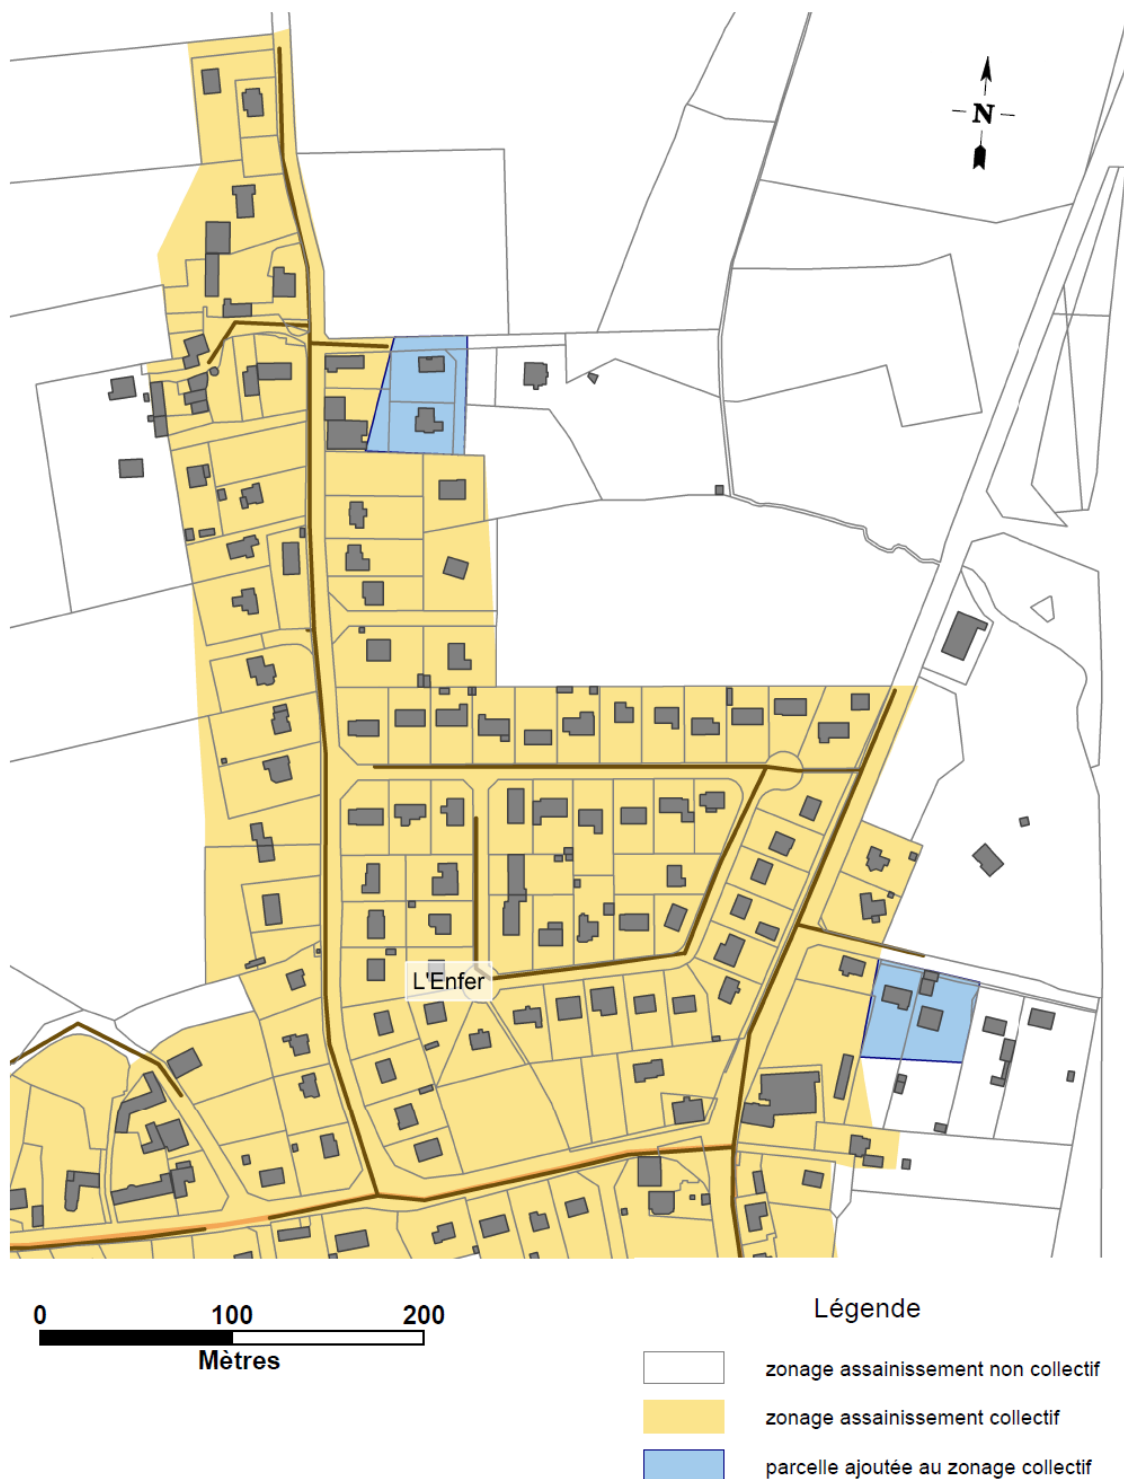 N
L'Enfer
0 100 200
Mètres
Légende
zonage assainissement non collectif
zonage assainissement collectif
parcelle ajoutée au zonage collectif